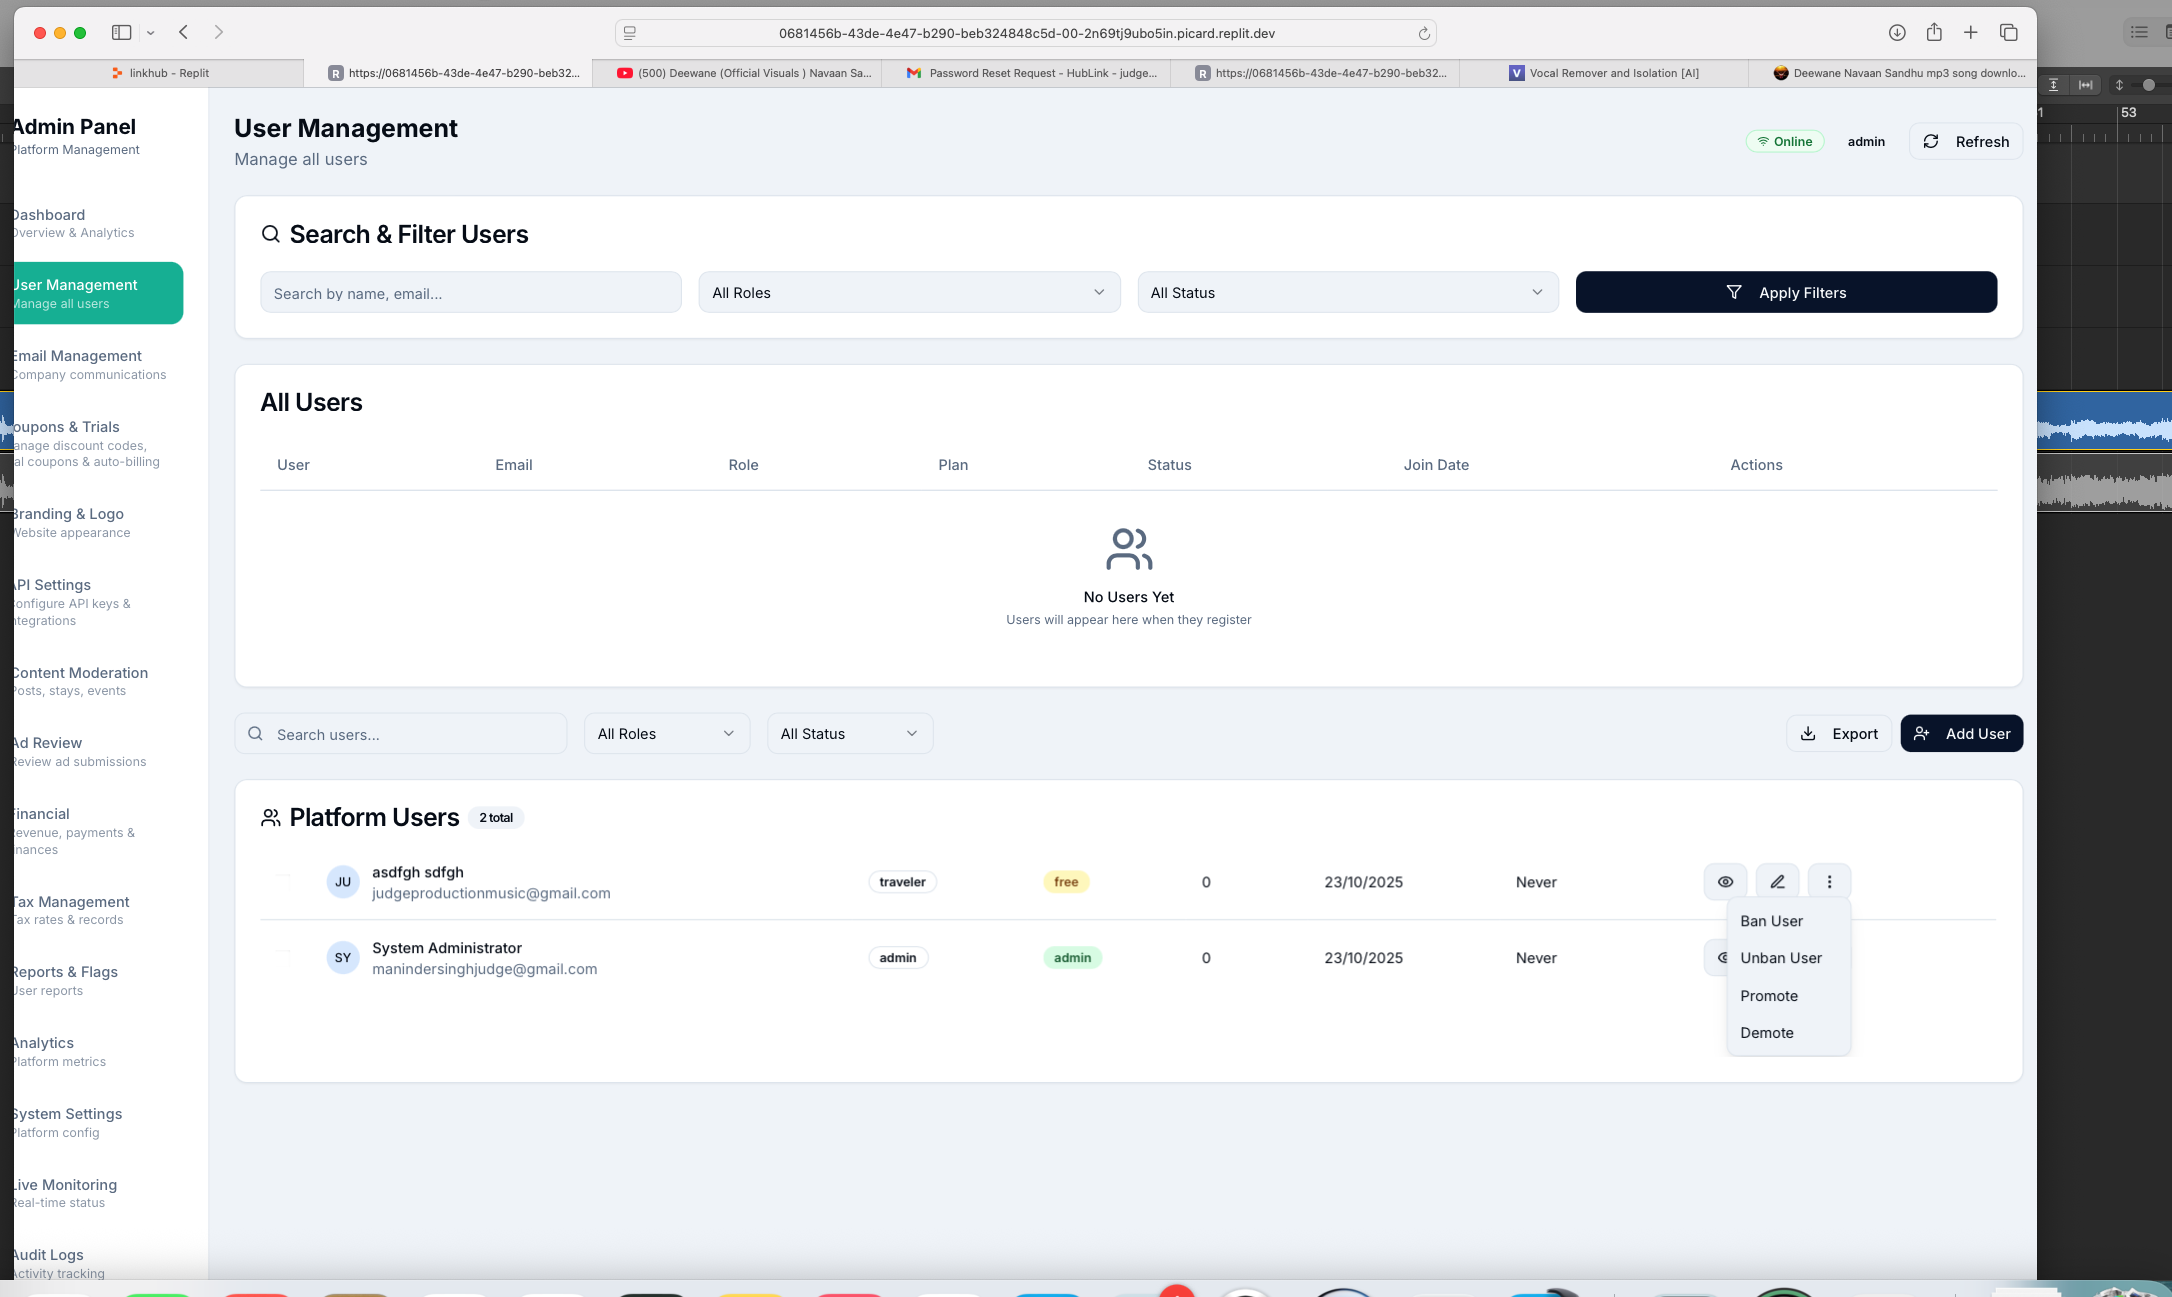 0681456b-43de-4e47-b290-beb324848c5d-00-2n69tj9ubo5in.picard.replit.dev
linkhub - Replit
R https://0681456b-43de-4e47-b290-beb32...
(500) Deewane (Official Visuals ) Navaan Sa...
Password Reset Request - HubLink - judge...
R https://0681456b-43de-4e47-b290-beb32...
V Vocal Remover and Isolation [AI]
Deewane Navaan Sandhu mp3 song downlo...
53
Admin Panel
Platform Management
Dashboard
Overview & Analytics
User Management
Manage all users
Email Management
Company communications
oupons & Trials
anage discount codes,
al coupons & auto-billing
Branding & Logo
Website appearance
API Settings
onfigure API keys &
ntegrations
Content Moderation
Posts, stays, events
Ad Review
Review ad submissions
Financial
evenue, payments &
inances
Tax Management
Tax rates & records
Reports & Flags
User reports
Analytics
Platform metrics
System Settings
Platform config
Live Monitoring
Real-time status
Audit Logs
Activity tracking
User Management
Manage all users
Online
admin
Refresh
Search & Filter Users
Search by name, email...
All Roles
All Status
Apply Filters
All Users
User Email Role Plan Status Join Date Actions
No Users Yet
Users will appear here when they register
Search users...
All Roles
All Status
Export
Add User
Platform Users 2 total
JU asdfgh sdfgh traveler free 0 23/10/2025 Never
judgeproductionmusic@gmail.com
SY System Administrator admin admin 0 23/10/2025 Never
manindersinghjudge@gmail.com
Ban User
Unban User
Promote
Demote